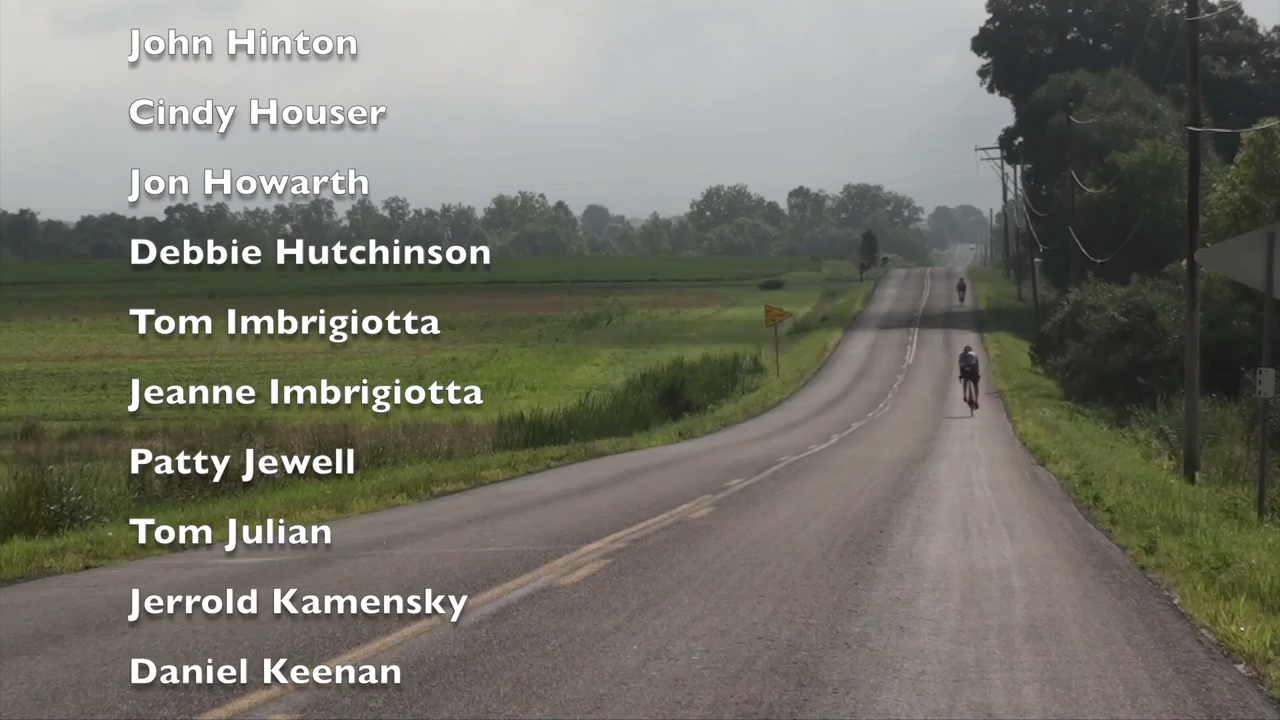 John Hinton
Cindy Houser
Jon Howarth
Debbie Hutchinson
Tom Imbrigiotta
Jeanne Imbrigiotta
Patty Jewell
Tom Julian
Jerrold Kamensky
Daniel Keenan